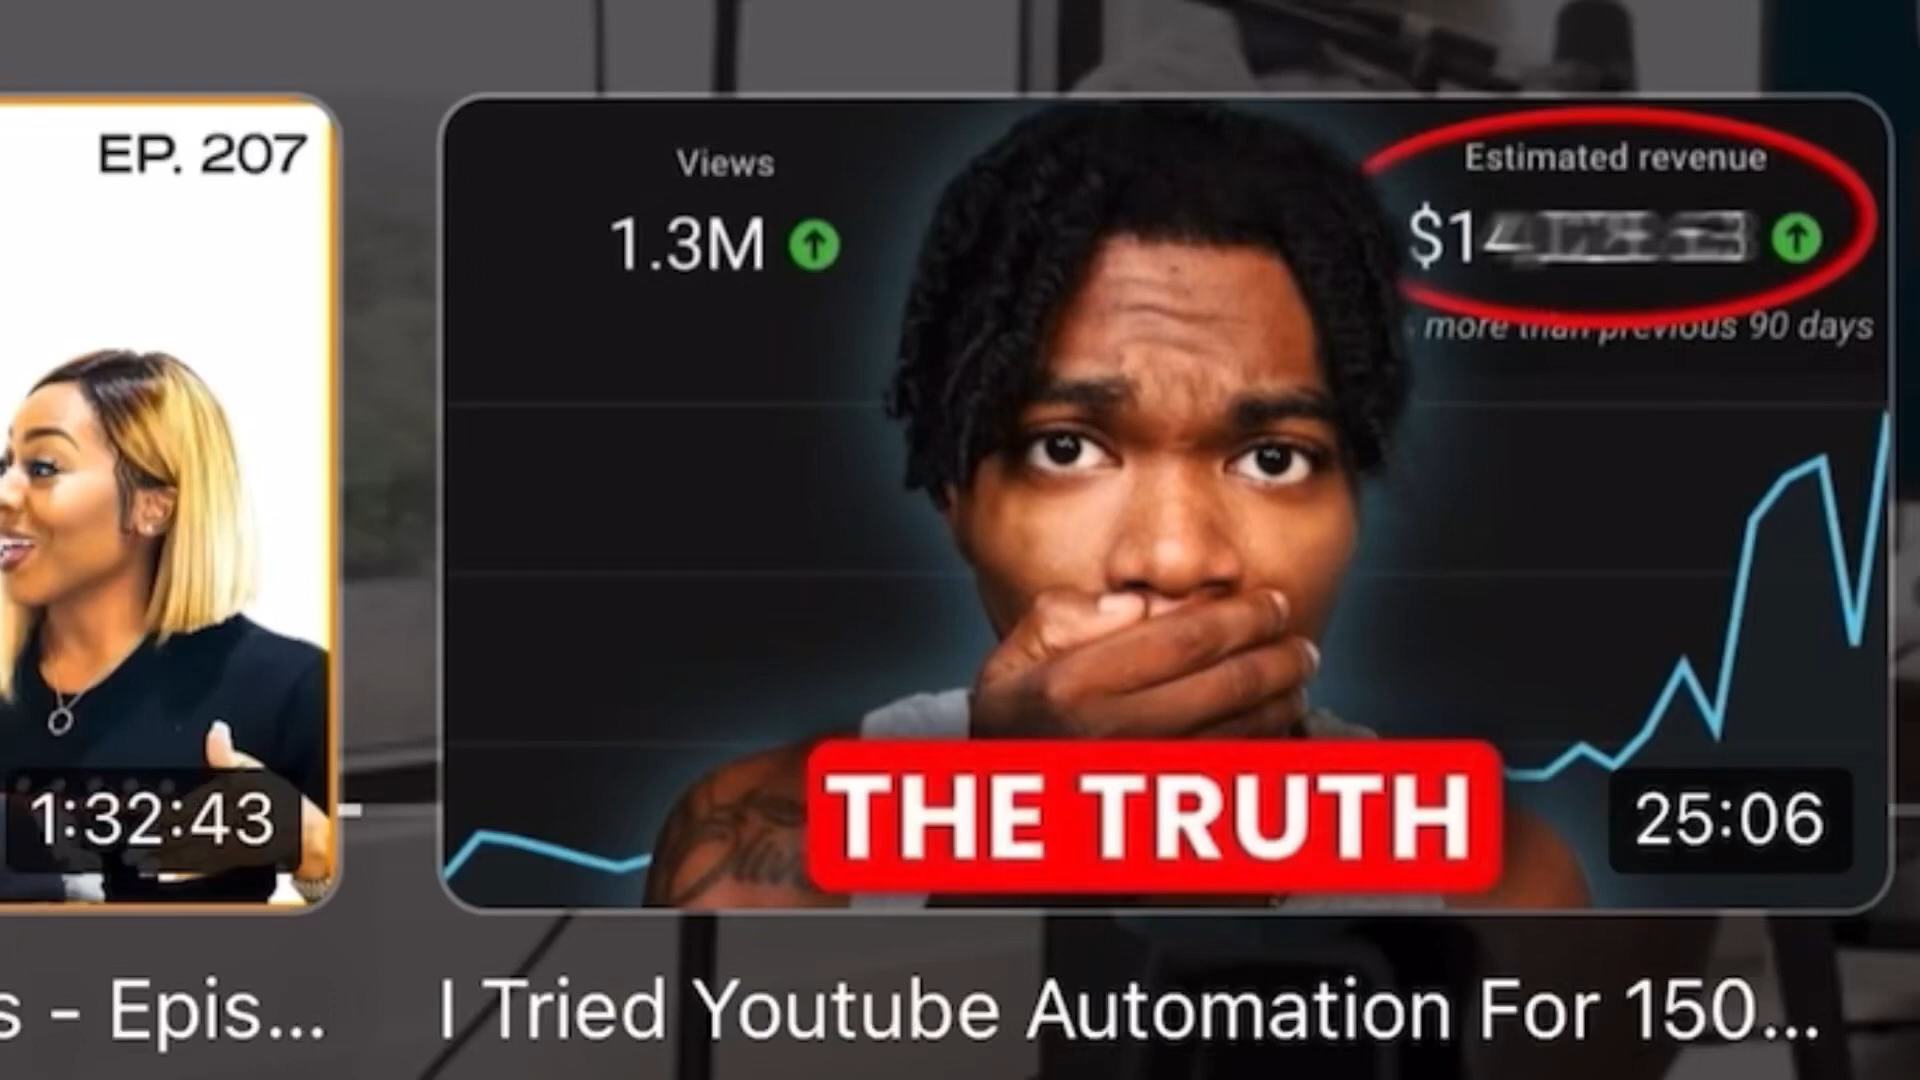 EP. 207
1:32:43
s - Epis...
Views
1.3M
Estimated revenue
$14
more than previous 90 days
THE TRUTH
25:06
I Tried Youtube Automation For 150...